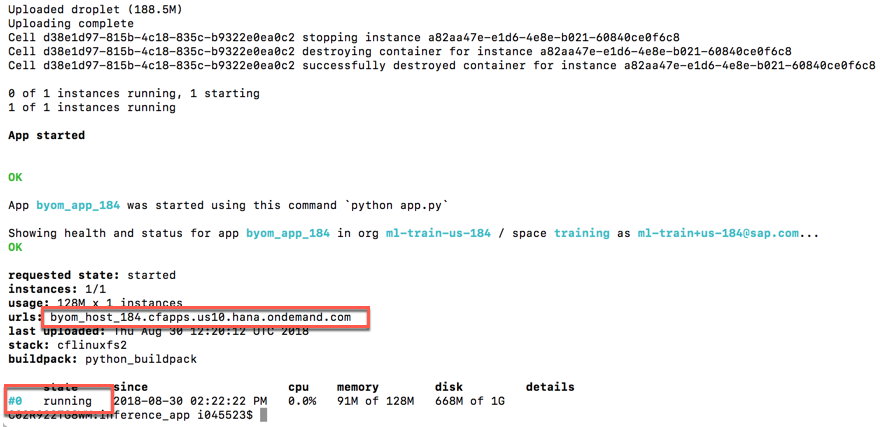 Uploaded droplet (188.5M)
Uploading complete
Cell d38e1d97-815b-4c18-835c-b9322e0ea0c2 stopping instance a82aa47e-e1d6-4e8e-b021-60840ce0f6c8
Cell d38e1d97-815b-4c18-835c-b9322e0ea0c2 destroying container for instance a82aa47e-e1d6-4e8e-b021-60840ce0f6c8
Cell d38e1d97-815b-4c18-835c-b9322e0ea0c2 successfully destroyed container for instance a82aa47e-e1d6-4e8e-b021-60840ce0f6c8
0 of 1 instances running, 1 starting
1 of 1 instances running
App started
OK
App byom_app_184 was started using this command `python app.py`
Showing health and status for app byom_app_184 in org ml-train-us-184 / space training as ml-train+us-184@sap.com...
OK
requested state: started
instances: 1/1
usage: 128M x 1 instances
urls: byom_host_184.cfapps.us10.hana.ondemand.com
last uploaded: Thu Aug 30 12:20:12 UTC 2018
stack: cflinuxfs2
buildpack: python_buildpack
state since cpu memory disk details
#0 running 2018-08-30 02:22:22 PM 0.0% 91M of 128M 668M of 1G
C02R922TG8WM:inference_app i045523$